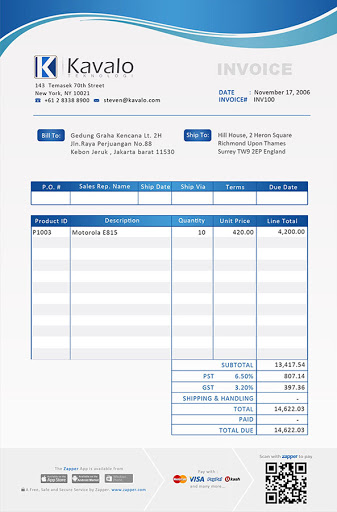 K Kavalo
TEKNOLOGI
INVOICE
143 Temasek 70th Street
New York, NY 10021
+61 2 8338 8900 steven@kavalo.com
DATE : November 17, 2006
INVOICE# : INV100
Bill To: Gedung Graha Kencana Lt. 2H
Jln.Raya Perjuangan No.88
Kebon Jeruk , Jakarta barat 11530
Ship To: Hill House, 2 Heron Square
Richmond Upon Thames
Surrey TW9 2EP England
P.O. # Sales Rep. Name Ship Date Ship Via Terms Due Date
Product ID Description Quantity Unit Price Line Total
P1003 Motorola E815 10 420.00 4,200.00
SUBTOTAL 13,417.54
PST 6.50% 807.14
GST 3.20% 397.36
SHIPPING & HANDLING -
TOTAL 14,622.03
PAID -
TOTAL DUE 14,622.03
The Zapper App is available from
App Store
A Free, Safe and Secure Service by Zapper. www.zapper.com
Pay with :
VISA
and many more...
Scan with zapper to pay